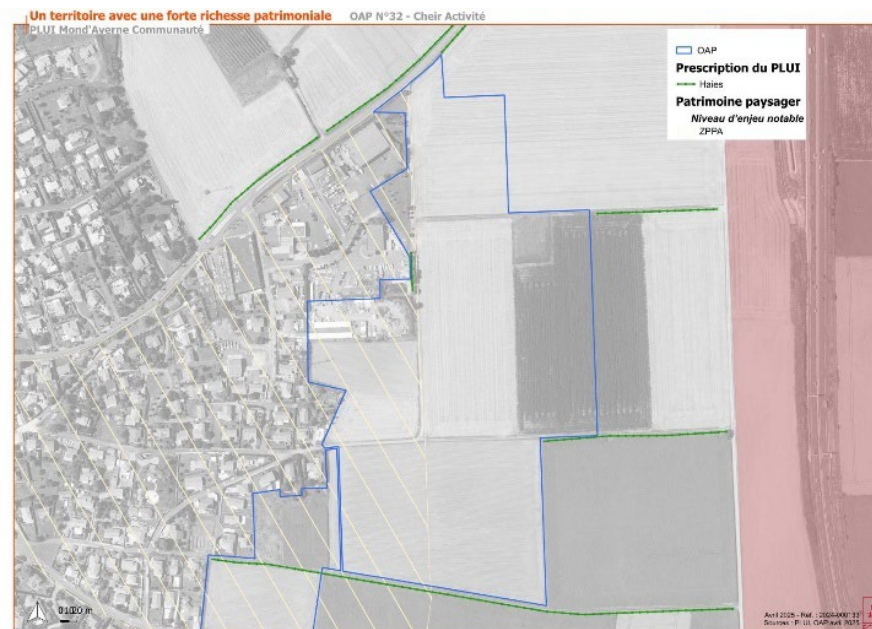 Un territoire avec une forte richesse patrimoniale OAP N°32 - Cheir Activité
PLUI Mond'Averne Communauté
OAP
Prescription du PLUI
Haies
Patrimoine paysager
Niveau d'enjeu notable
ZPPA
Avril 2025 - Réf. :
Sources : PLUI, OAP avril 2025